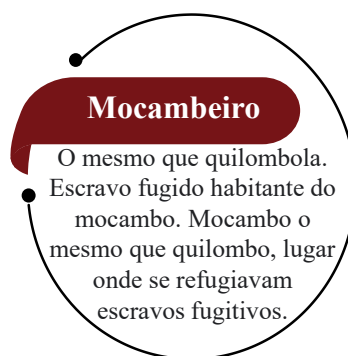 Mocambeiro
O mesmo que quilombola.
Escravo fugido habitante do
mocambo. Mocambo o
mesmo que quilombo, lugar
onde se refugiavam
escravos fugitivos.